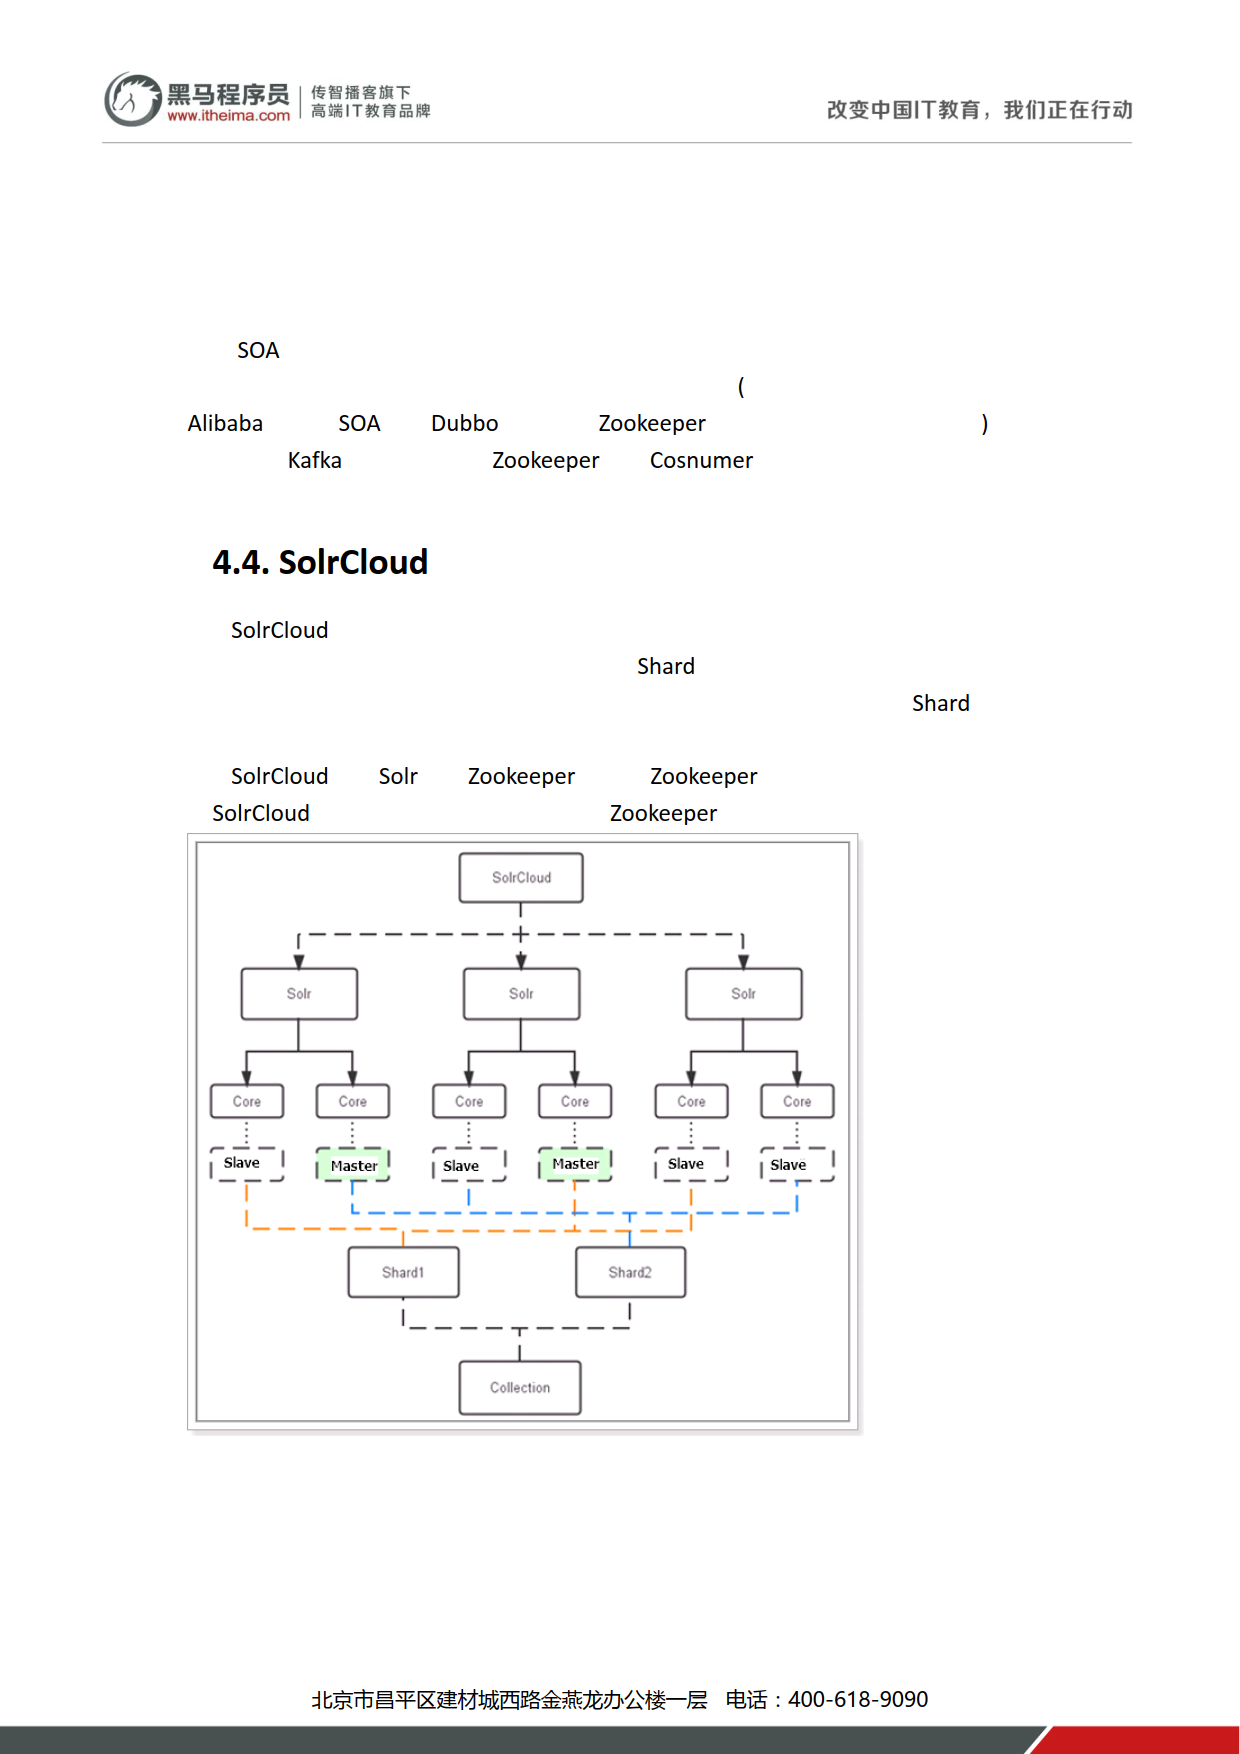 黑马程序员 传智播客旗下
www.itheima.com 高端IT教育品牌
改变中国IT教育，我们正在行动
SOA
(
Alibaba SOA Dubbo Zookeeper )
Kafka Zookeeper Cosnumer
4.4. SolrCloud
SolrCloud
Shard
Shard
SolrCloud Solr Zookeeper Zookeeper
SolrCloud Zookeeper
SolrCloud
Solr Solr Solr
Core Core Core Core Core Core
Slave Master Slave Master Slave Slave
Shard1 Shard2
Collection
北京市昌平区建材城西路金燕龙办公楼一层 电话：400-618-9090